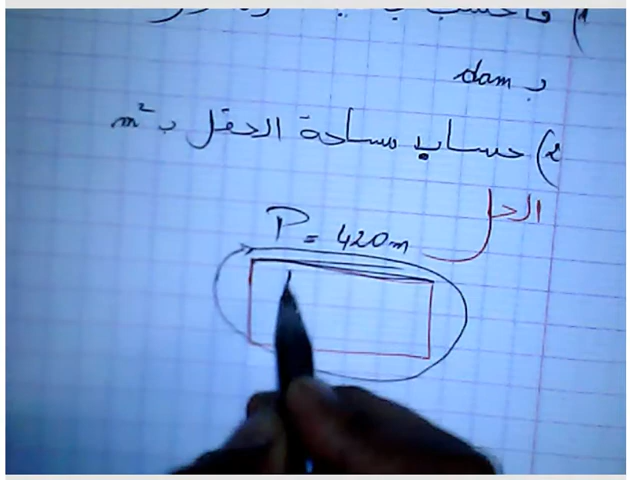 ب dam
2) حساب مساحة الحقل ب m²
الحل
P = 420m